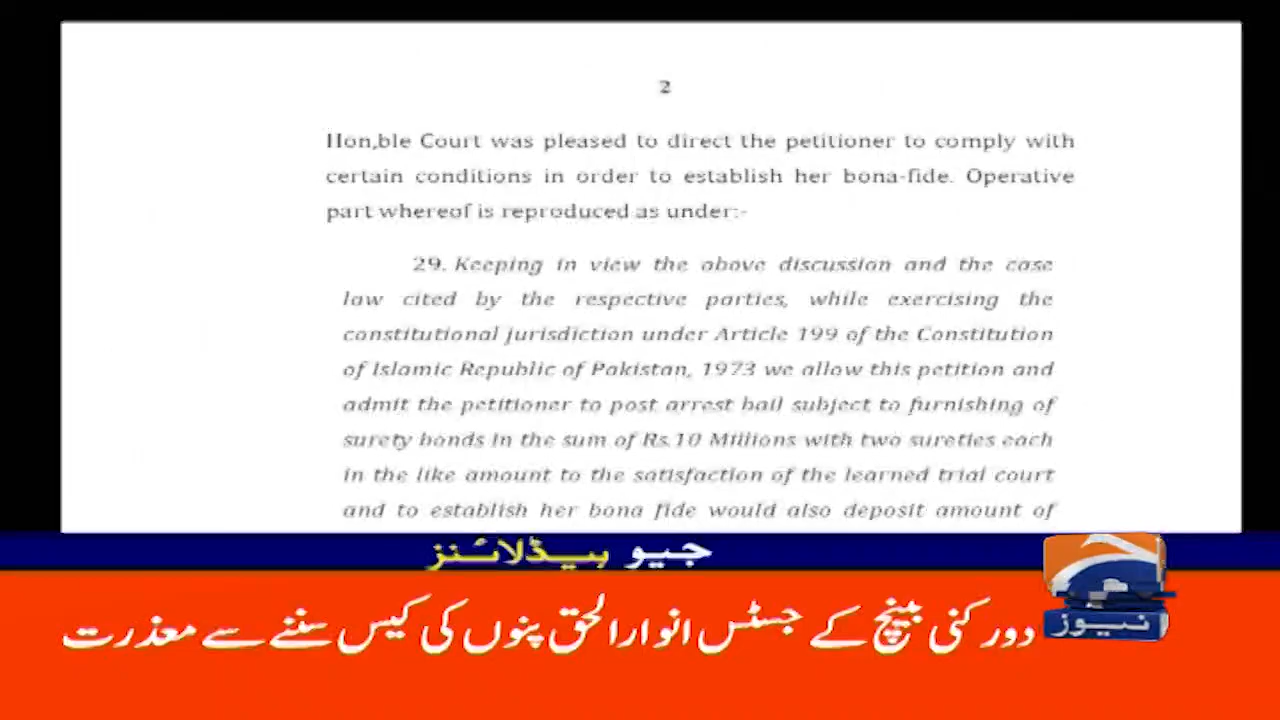 2
Hon,ble Court was pleased to direct the petitioner to comply with
certain conditions in order to establish her bona-fide. Operative
part whereof is reproduced as under:-
29. Keeping in view the above discussion and the case
law cited by the respective parties, while exercising the
constitutional jurisdiction under Article 199 of the Constitution
of Islamic Republic of Pakistan, 1973 we allow this petition and
admit the petitioner to post arrest bail subject to furnishing of
surety bonds in the sum of Rs.10 Millions with two sureties each
in the like amount to the satisfaction of the learned trial court
and to establish her bona fide would also deposit amount of
جیو ہیڈلائنز
نیوز
دور کنی بینچ کے جسٹس انوارالحق پنوں کی کیس سننے سے معذرت